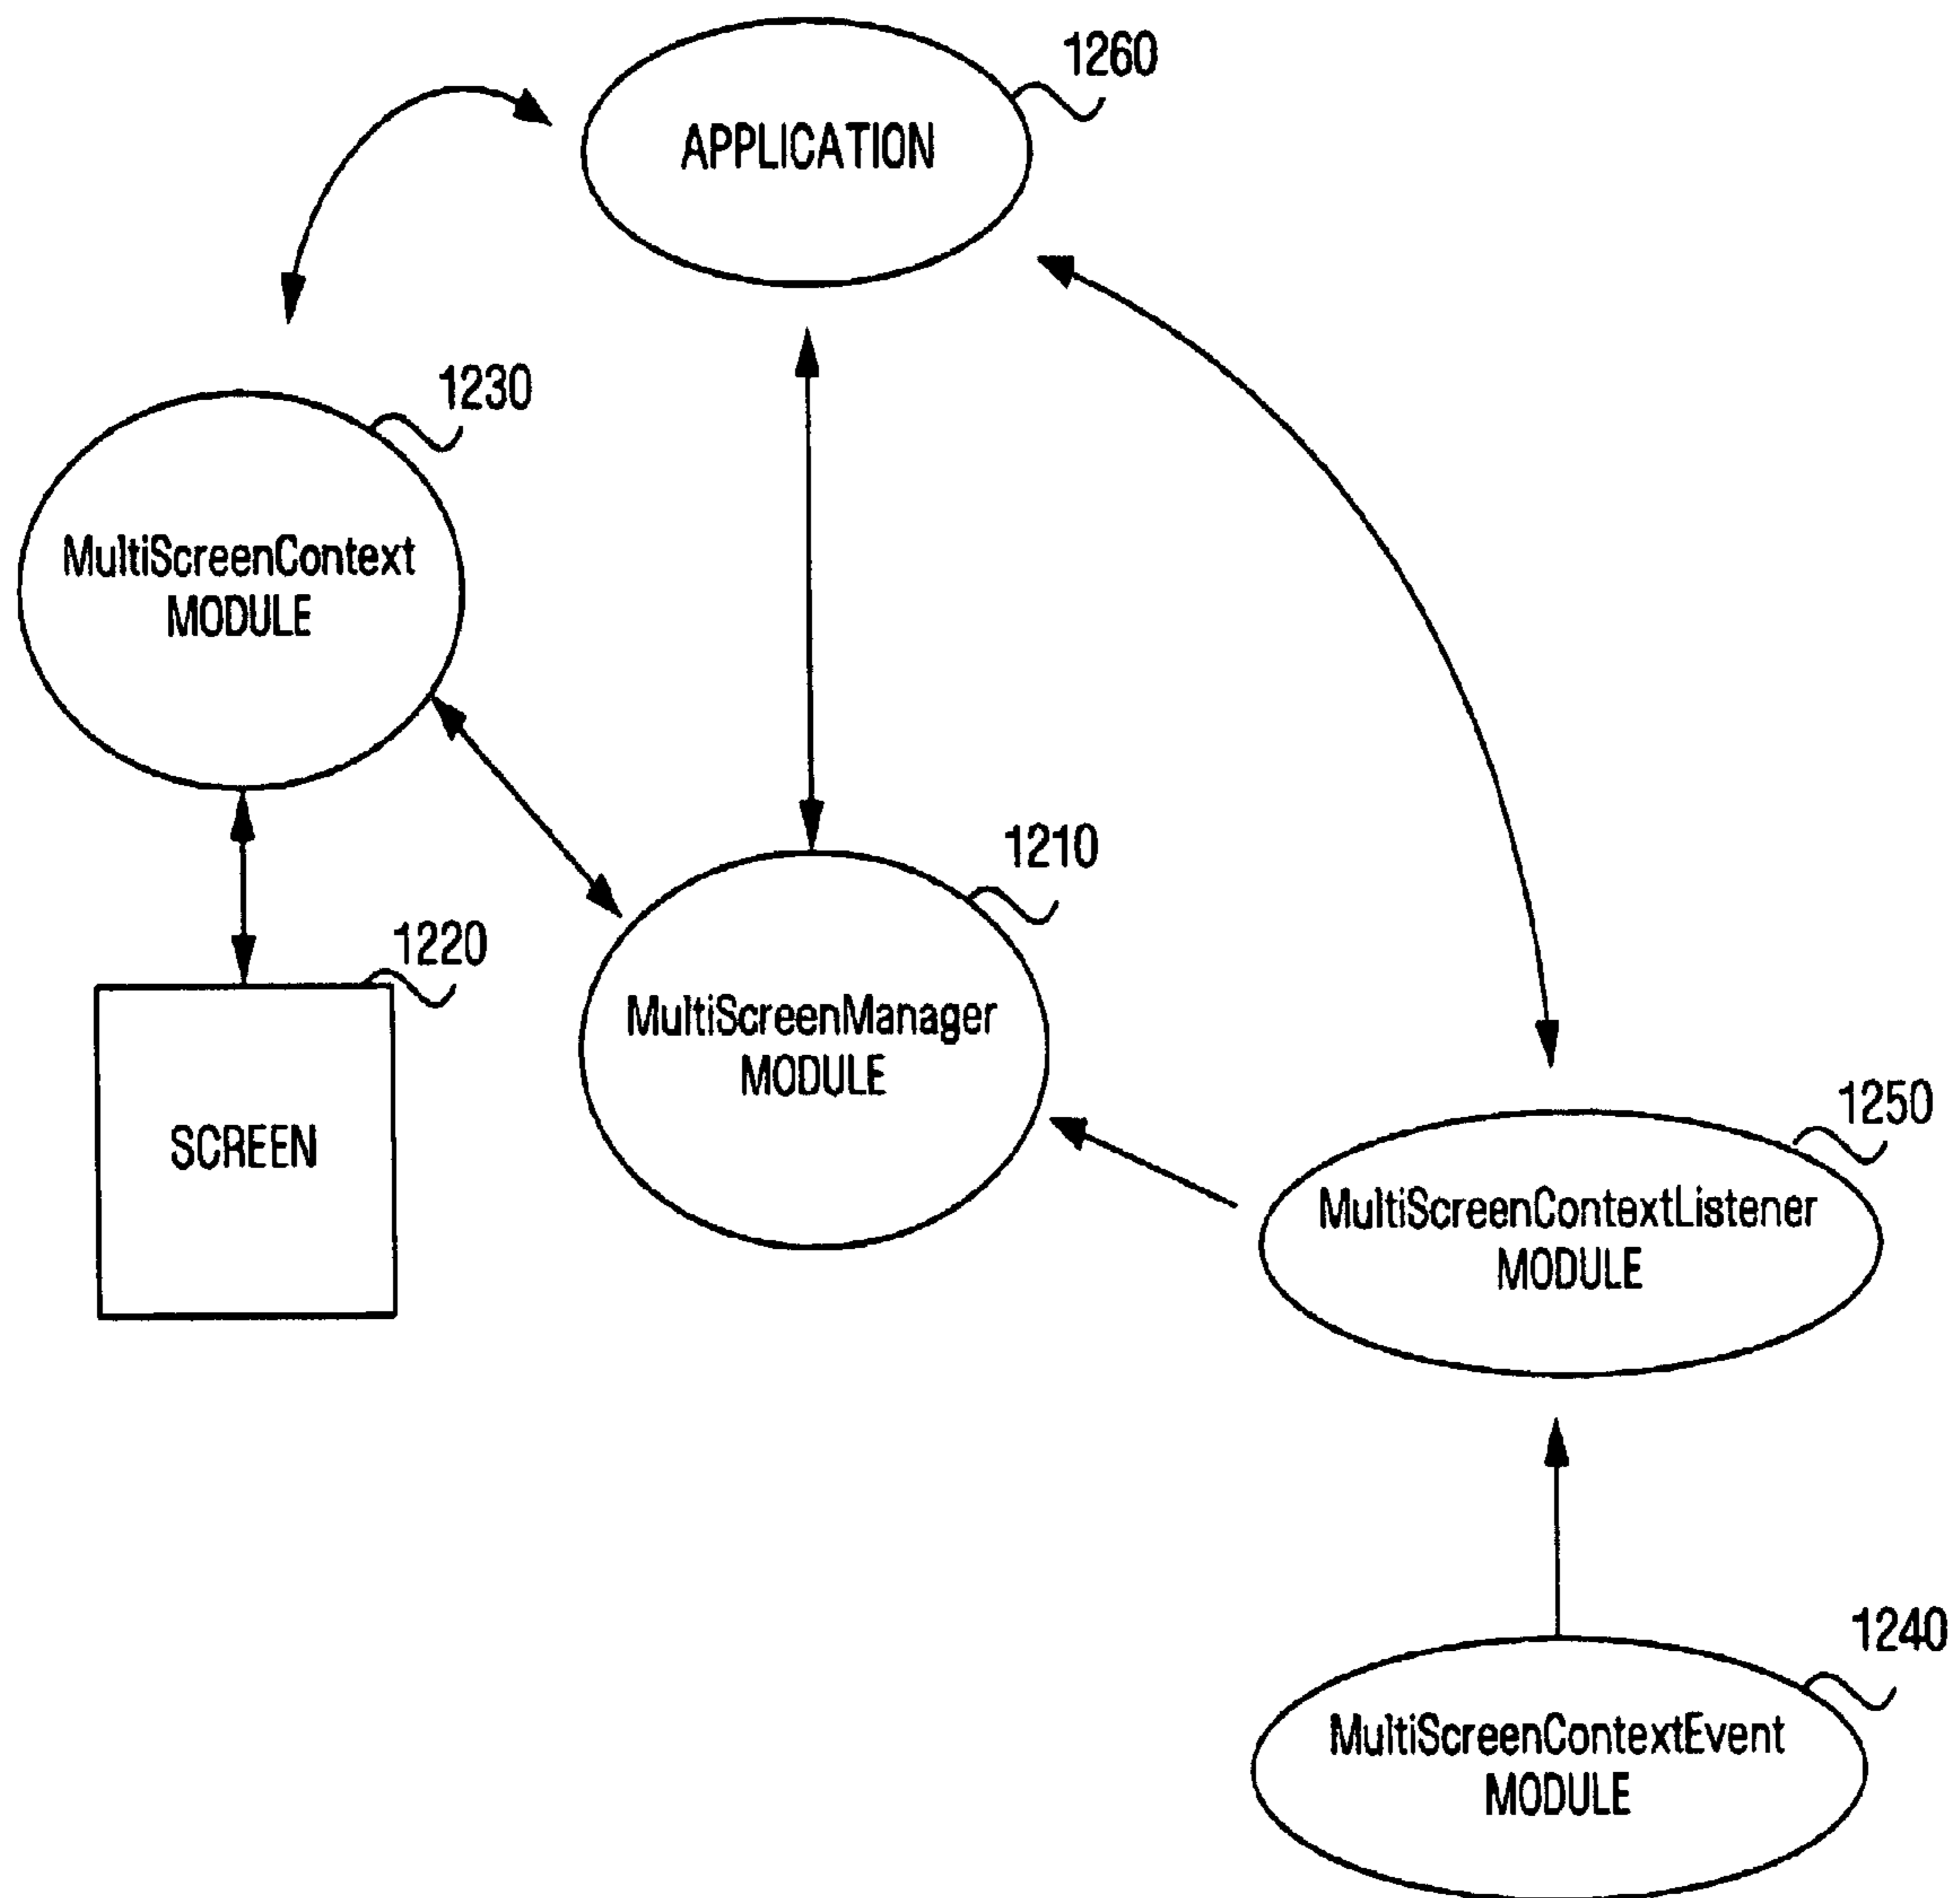 1260
APPLICATION
1230
MultiScreenContext
MODULE
1210
1220
MultiScreenManager
MODULE
SCREEN
1250
MultiScreenContextListener
MODULE
1240
MultiScreenContextEvent
MODULE